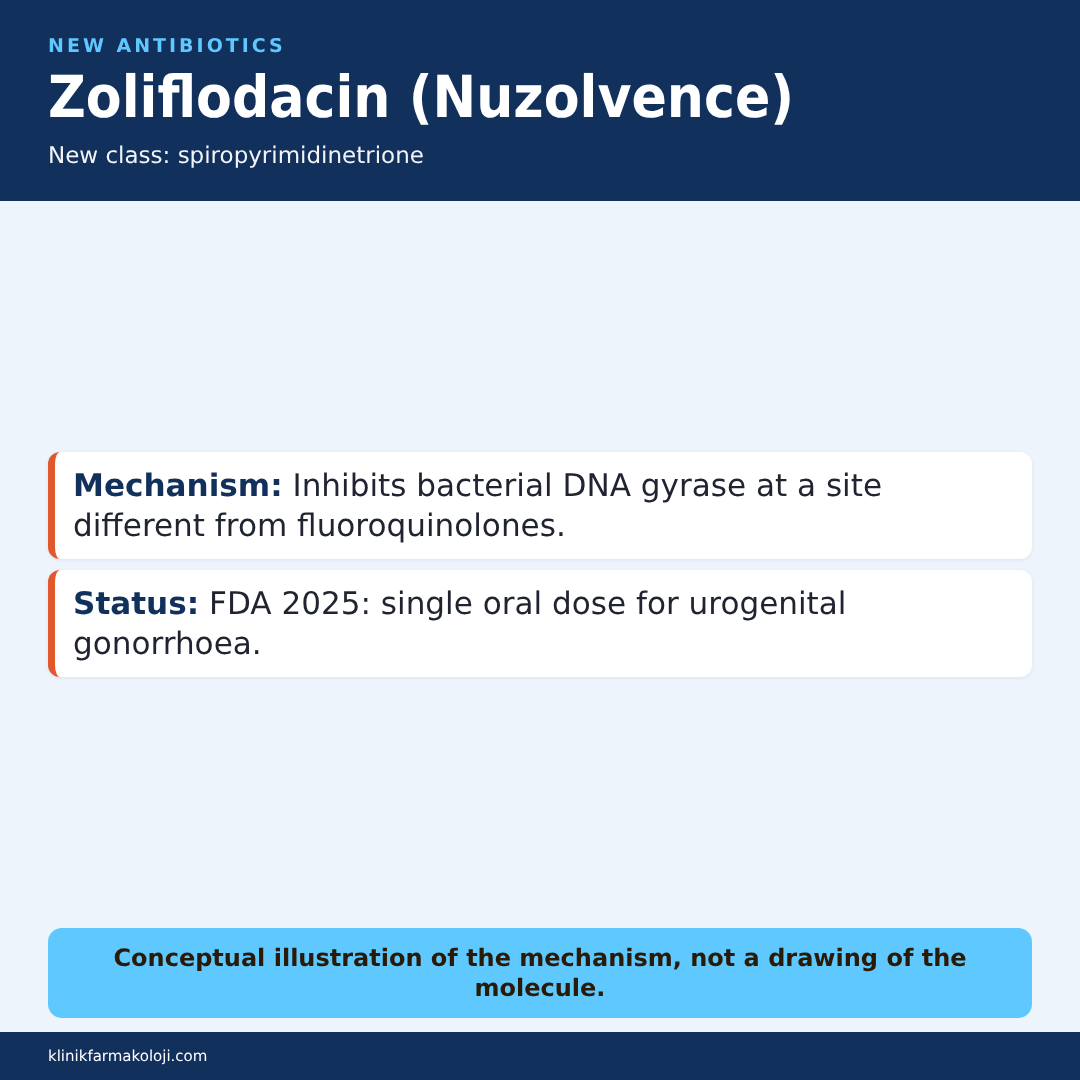 NEW ANTIBIOTICS
Zoliflodacin (Nuzolvence)
New class: spiropyrimidinetrione
Mechanism: Inhibits bacterial DNA gyrase at a site
different from fluoroquinolones.
Status: FDA 2025: single oral dose for urogenital
gonorrhoea.
Conceptual illustration of the mechanism, not a drawing of the
molecule.
klinikfarmakoloji.com